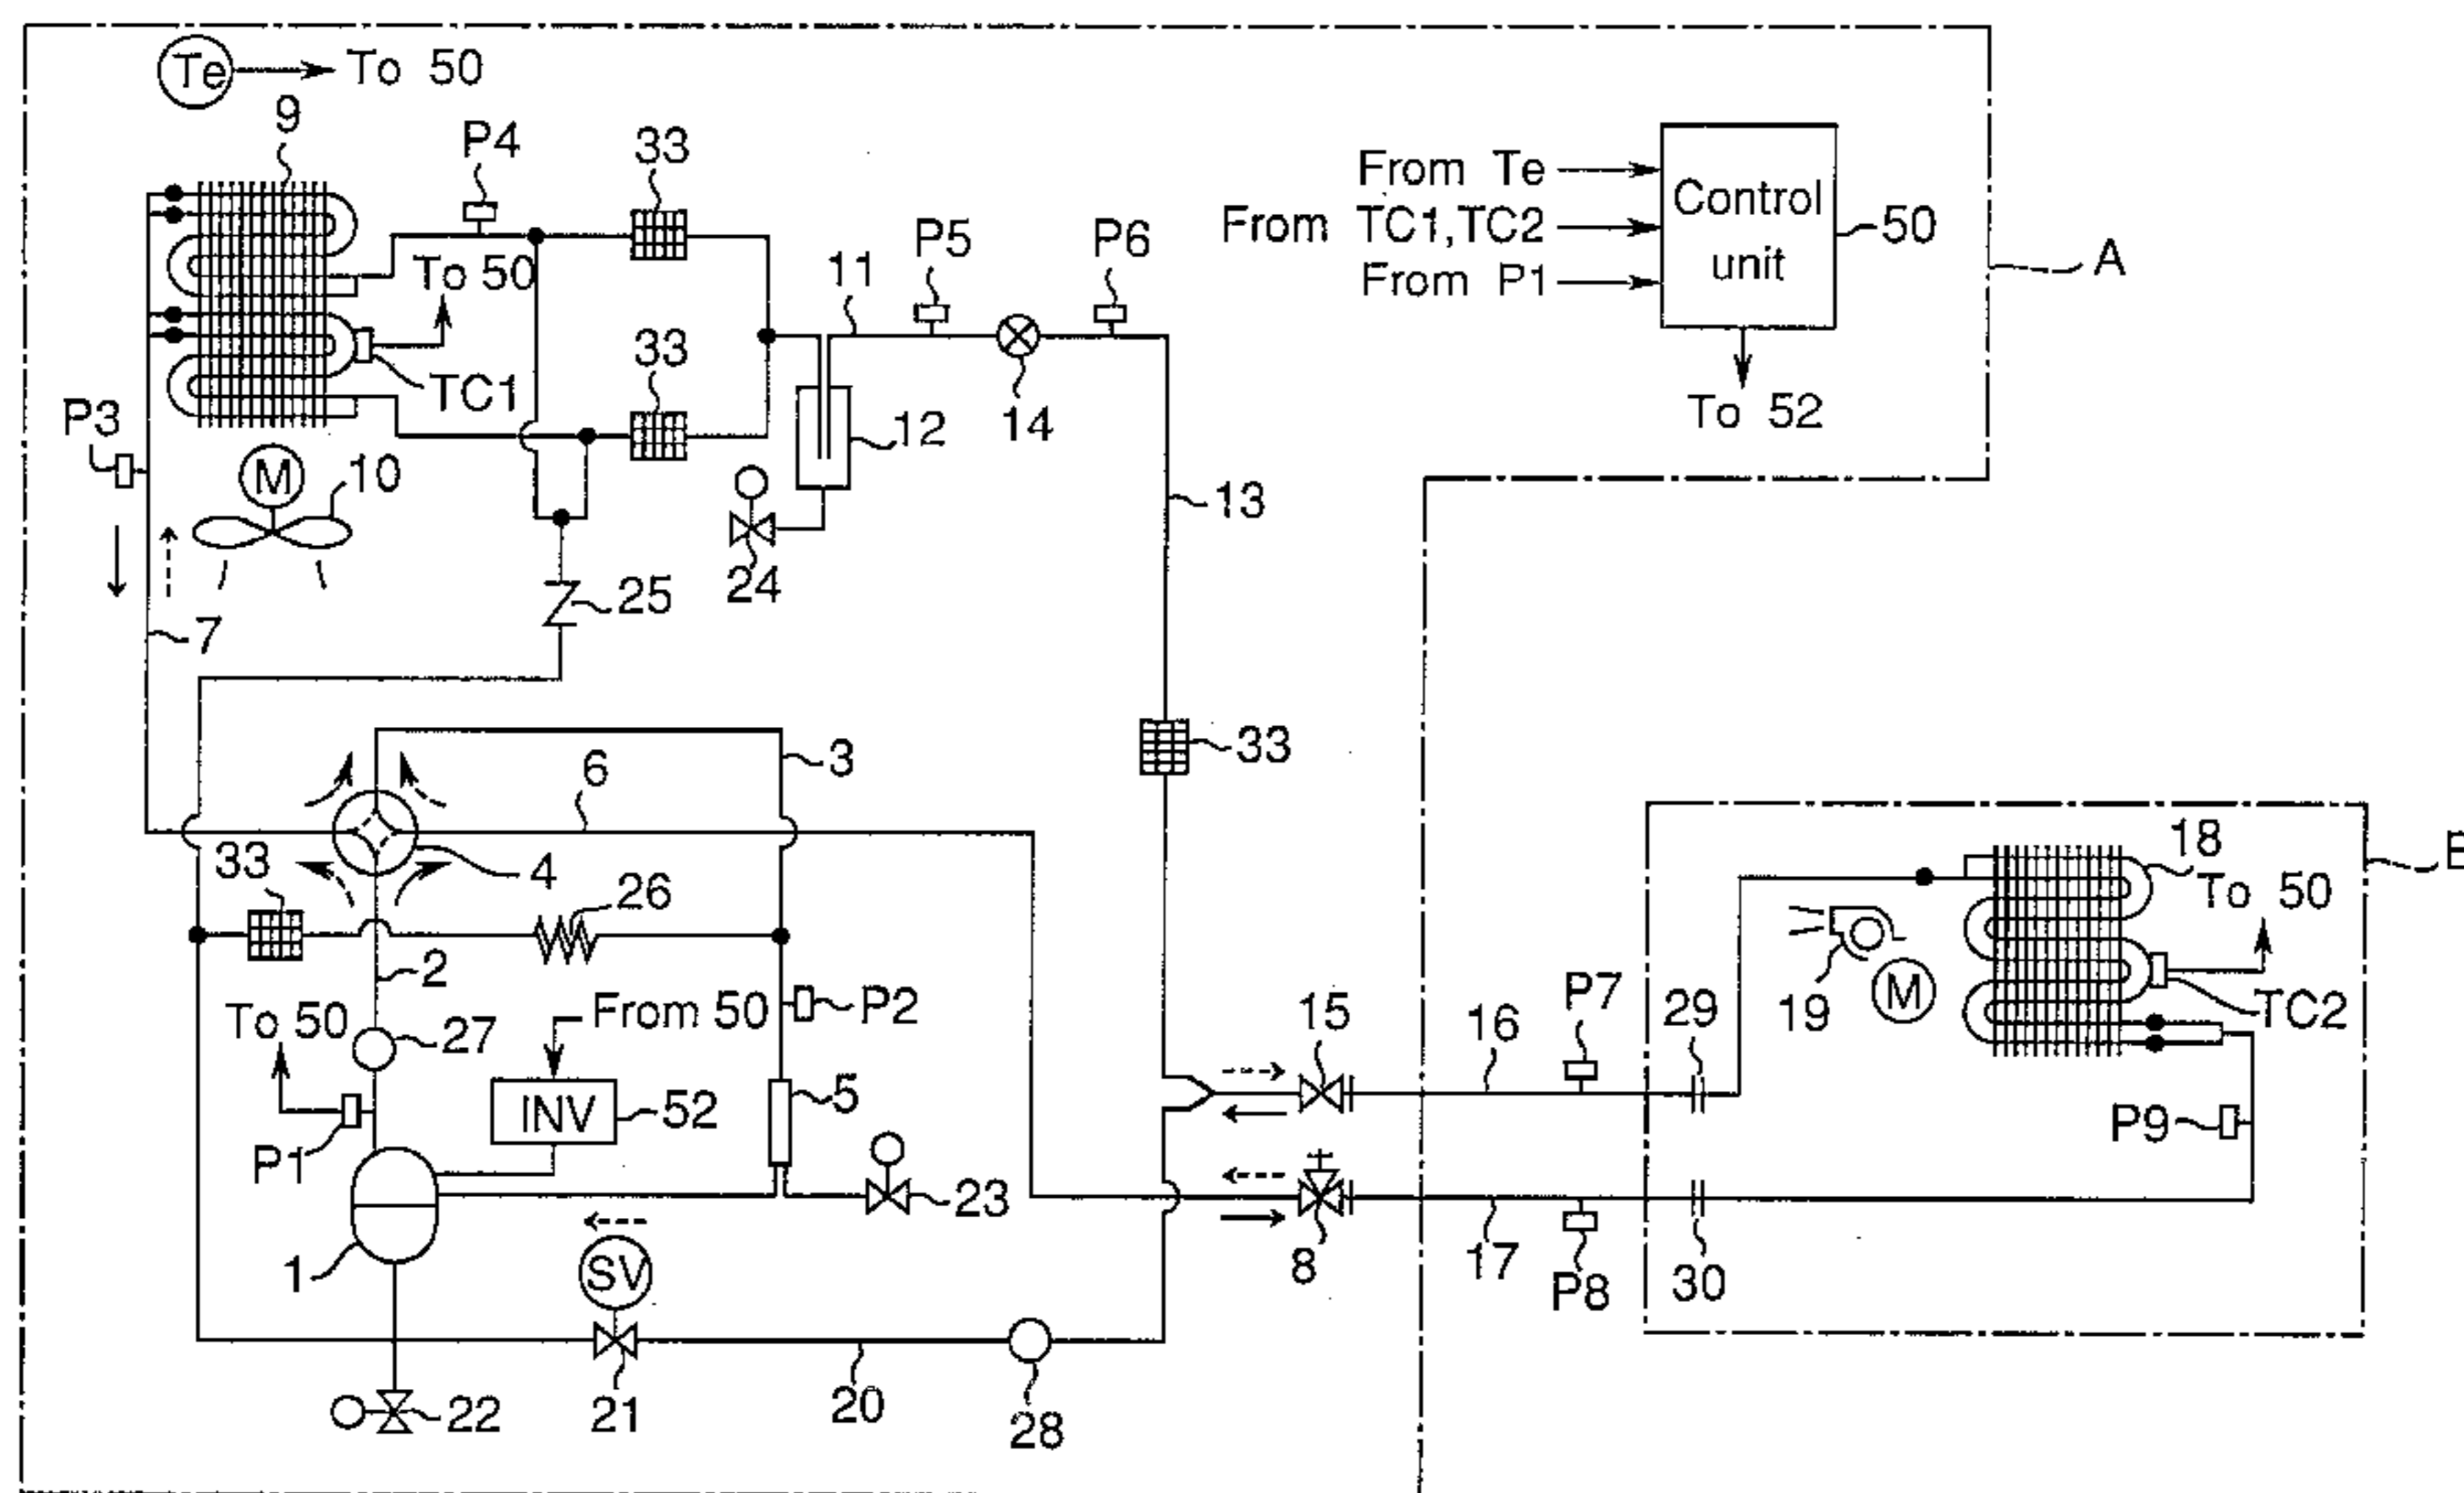 Te To 50
9
P4
33
From Te
From TC1,TC2
From P1
Control
unit
50
A
To 52
To 50
TC1
33
11
P5
P6
14
12
13
P3
M
10
24
25
7
3
6
4
33
33
26
2
To 50
27
From 50
P2
INV
52
5
P1
23
1
SV
22
21
20
28
15
16
P7
29
8
17
P8
30
18
To 50
19
M
TC2
P9